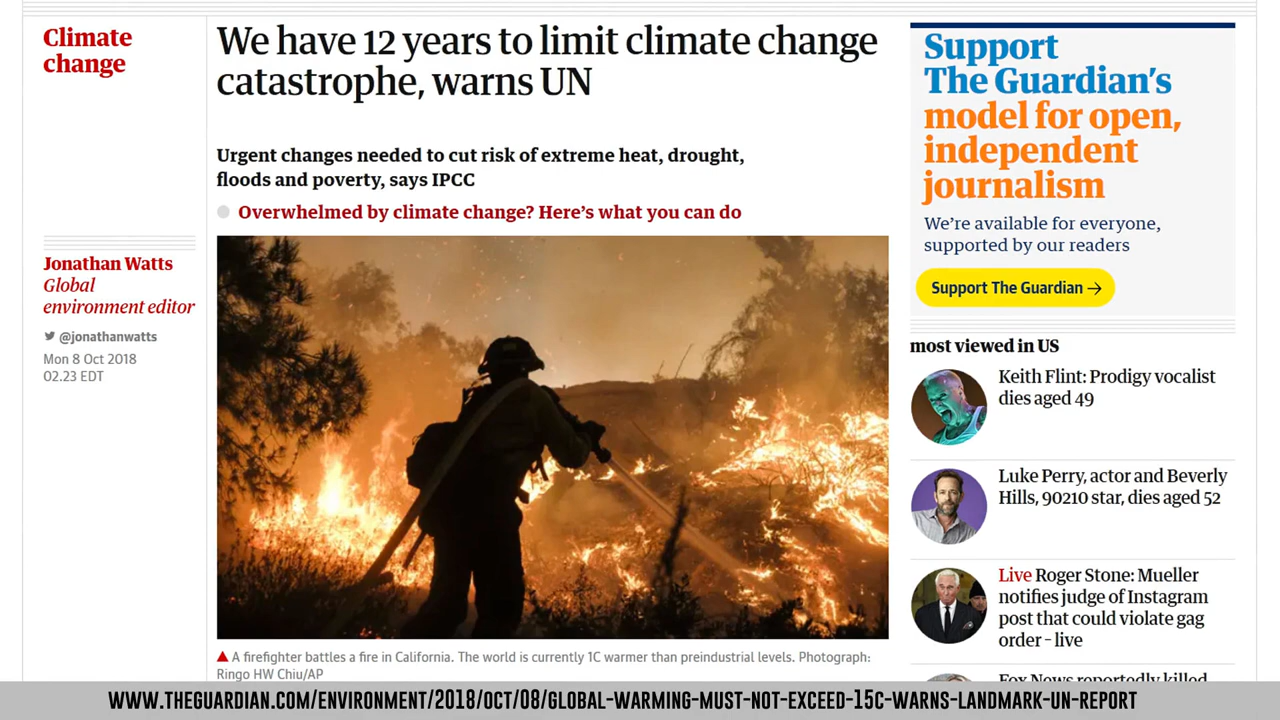 Climate
change
We have 12 years to limit climate change
catastrophe, warns UN
Urgent changes needed to cut risk of extreme heat, drought,
floods and poverty, says IPCC
Overwhelmed by climate change? Here's what you can do
Jonathan Watts
Global
environment editor
@jonathanwatts
Mon 8 Oct 2018
02.23 EDT
A firefighter battles a fire in California. The world is currently 1C warmer than preindustrial levels. Photograph:
Ringo HW Chiu/AP
Support
The Guardian's
model for open,
independent
journalism
We're available for everyone,
supported by our readers
Support The Guardian →
most viewed in US
Keith Flint: Prodigy vocalist
dies aged 49
Luke Perry, actor and Beverly
Hills, 90210 star, dies aged 52
Live Roger Stone: Mueller
notifies judge of Instagram
post that could violate gag
order – live
Fox News reportedly killed
WWW.THEGUARDIAN.COM/ENVIRONMENT/2018/OCT/08/GLOBAL-WARMING-MUST-NOT-EXCEED-15C-WARNS-LANDMARK-UN-REPORT